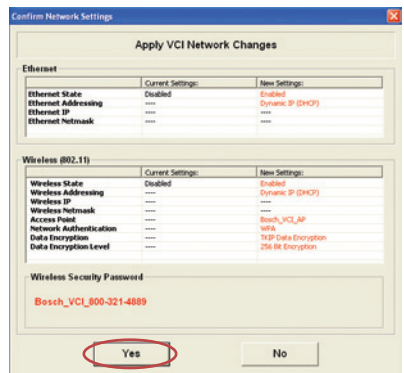 Confirm Network Settings
Apply VCI Network Changes
Ethernet
Current Settings: New Settings:
Ethernet State Disabled Enabled
Ethernet Addressing ---- Dynamic IP (DHCP)
Ethernet IP ---- ----
Ethernet Netmask ---- ----
Wireless (802.11)
Current Settings: New Settings:
Wireless State Disabled Enabled
Wireless Addressing ---- Dynamic IP (DHCP)
Wireless IP ---- ----
Wireless Netmask ---- ----
Access Point ---- Bosch_VCI_AP
Network Authentication ---- WPA
Data Encryption ---- TKIP Data Encryption
Data Encryption Level ---- 256 Bit Encryption
Wireless Security Password
Bosch_VCI_800-321-4889
Yes No